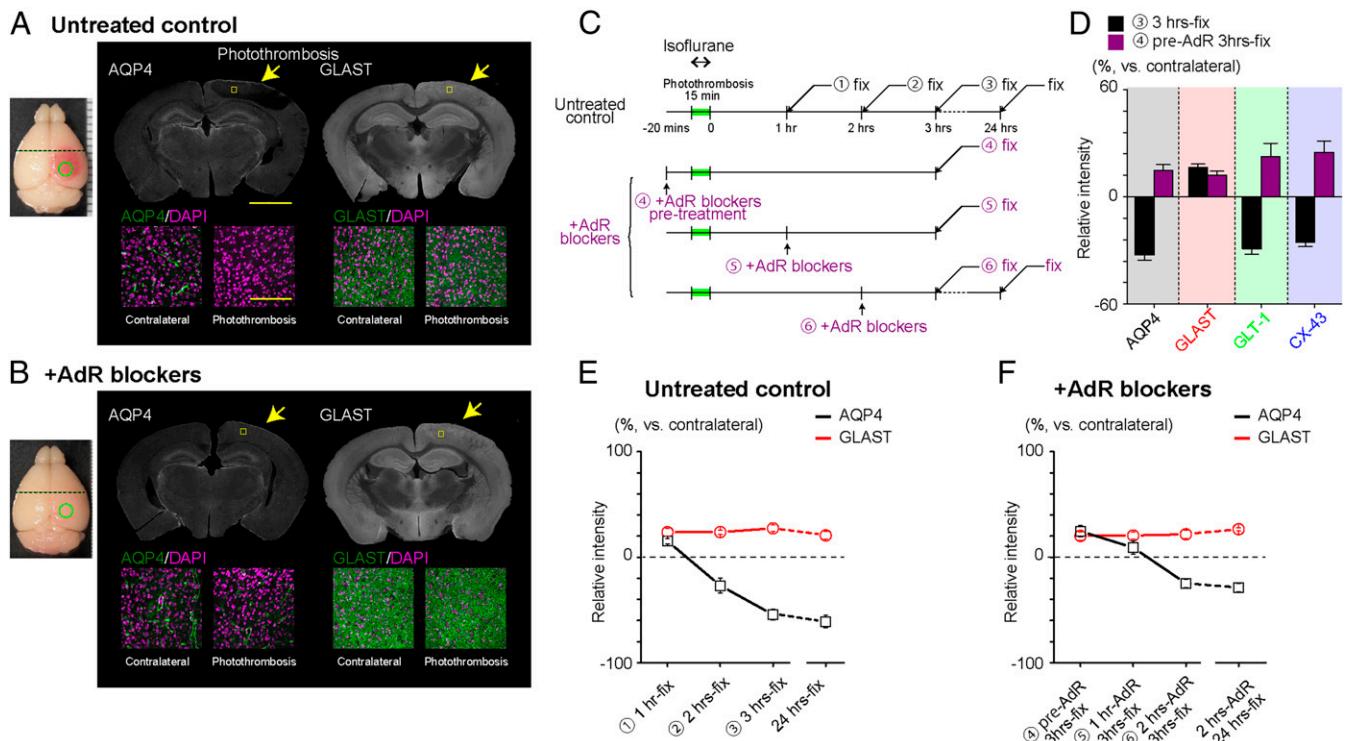 A Untreated control
Photothrombosis
AQP4
GLAST
AQP4/DAPI
GLAST/DAPI
Contralateral
Photothrombosis
Contralateral
Photothrombosis
B +AdR blockers
AQP4
GLAST
AQP4/DAPI
GLAST/DAPI
Contralateral
Photothrombosis
Contralateral
Photothrombosis
C
Isoflurane
Photothrombosis
15 min
① fix
② fix
③ fix
fix
Untreated
control
-20 mins
0
1 hr
2 hrs
3 hrs
24 hrs
④ fix
④ +AdR blockers
pre-treatment
+AdR
blockers
⑤ fix
⑤ +AdR blockers
⑥ fix
fix
⑥ +AdR blockers
D
③ 3 hrs-fix
④ pre-AdR 3hrs-fix
(%, vs. contralateral)
Relative intensity
60
0
-60
AQP4
GLAST
GLT-1
CX-43
E Untreated control
(%, vs. contralateral)
AQP4
GLAST
Relative intensity
100
0
-100
① 1 hr-fix
② 2 hrs-fix
③ 3 hrs-fix
24 hrs-fix
F +AdR blockers
(%, vs. contralateral)
AQP4
GLAST
Relative intensity
100
0
-100
④ pre-AdR
3hrs-fix
⑤ 1 hr-AdR
3hrs-fix
⑥ 2 hrs-AdR
3hrs-fix
2 hrs-AdR
24 hrs-fix